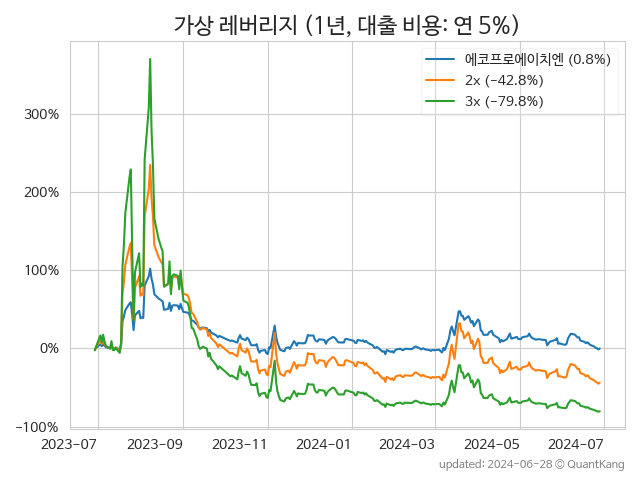 가상 레버리지 (1년, 대출 비용: 연 5%)
에코프로에이치엔 (0.8%)
2x (−42.8%)
3x (−79.8%)
300%
200%
100%
0%
−100%
2023-07
2023-09
2023-11
2024-01
2024-03
2024-05
2024-07
updated: 2024-06-28 © QuantKang